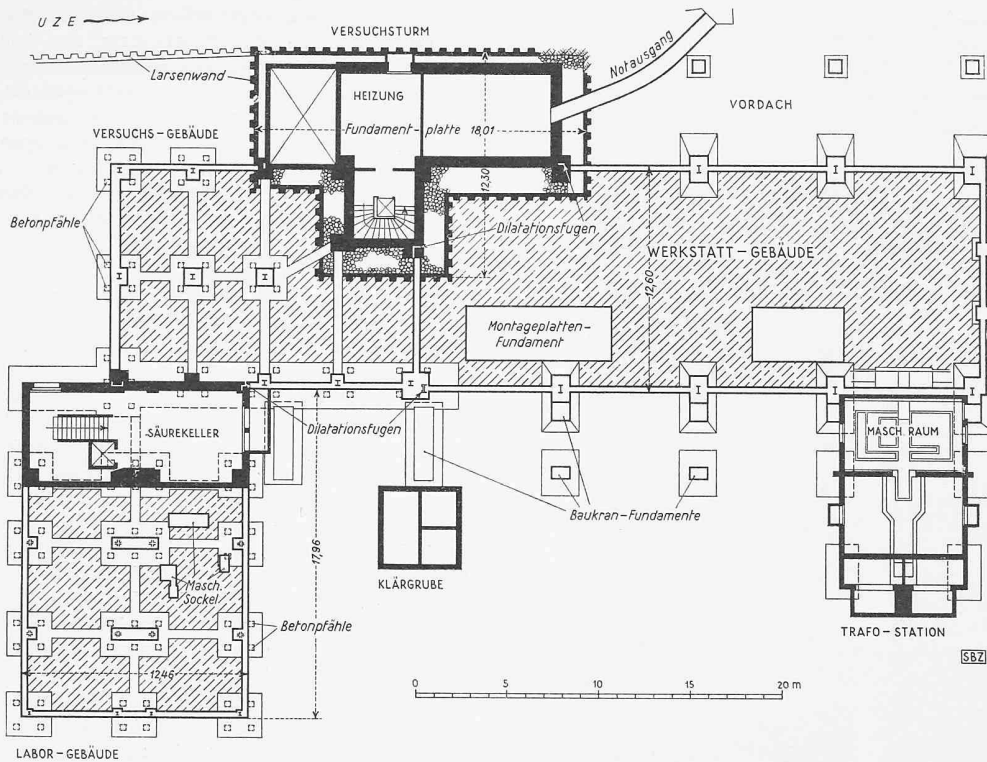 UZE
VERSUCHSTURM
Larsenwand
HEIZUNG
Notausgang
VORDACH
Fundament-platte 18,01
VERSUCHS-GEBÄUDE
12,30
Betonpfähle
Dilatationsfugen
WERKSTATT-GEBÄUDE
12,60
Montageplatten-
Fundament
SÄUREKELLER
Dilatationsfugen
MASCH. RAUM
Baukran-Fundamente
17,96
Masch.
Sockel
KLÄRGRUBE
Betonpfähle
TRAFO-STATION
SBZ
12,46
0 5 10 15 20 m
LABOR-GEBÄUDE